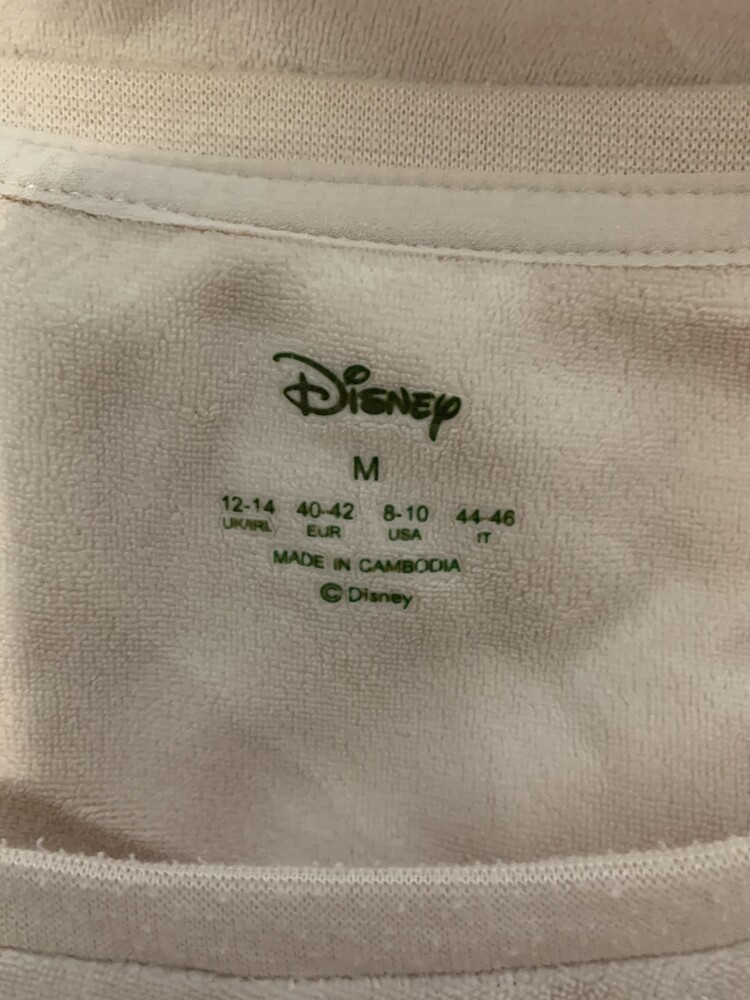 Disney
M
12-14 40-42 8-10 44-46
UK/IRL EUR USA IT
MADE IN CAMBODIA
© Disney